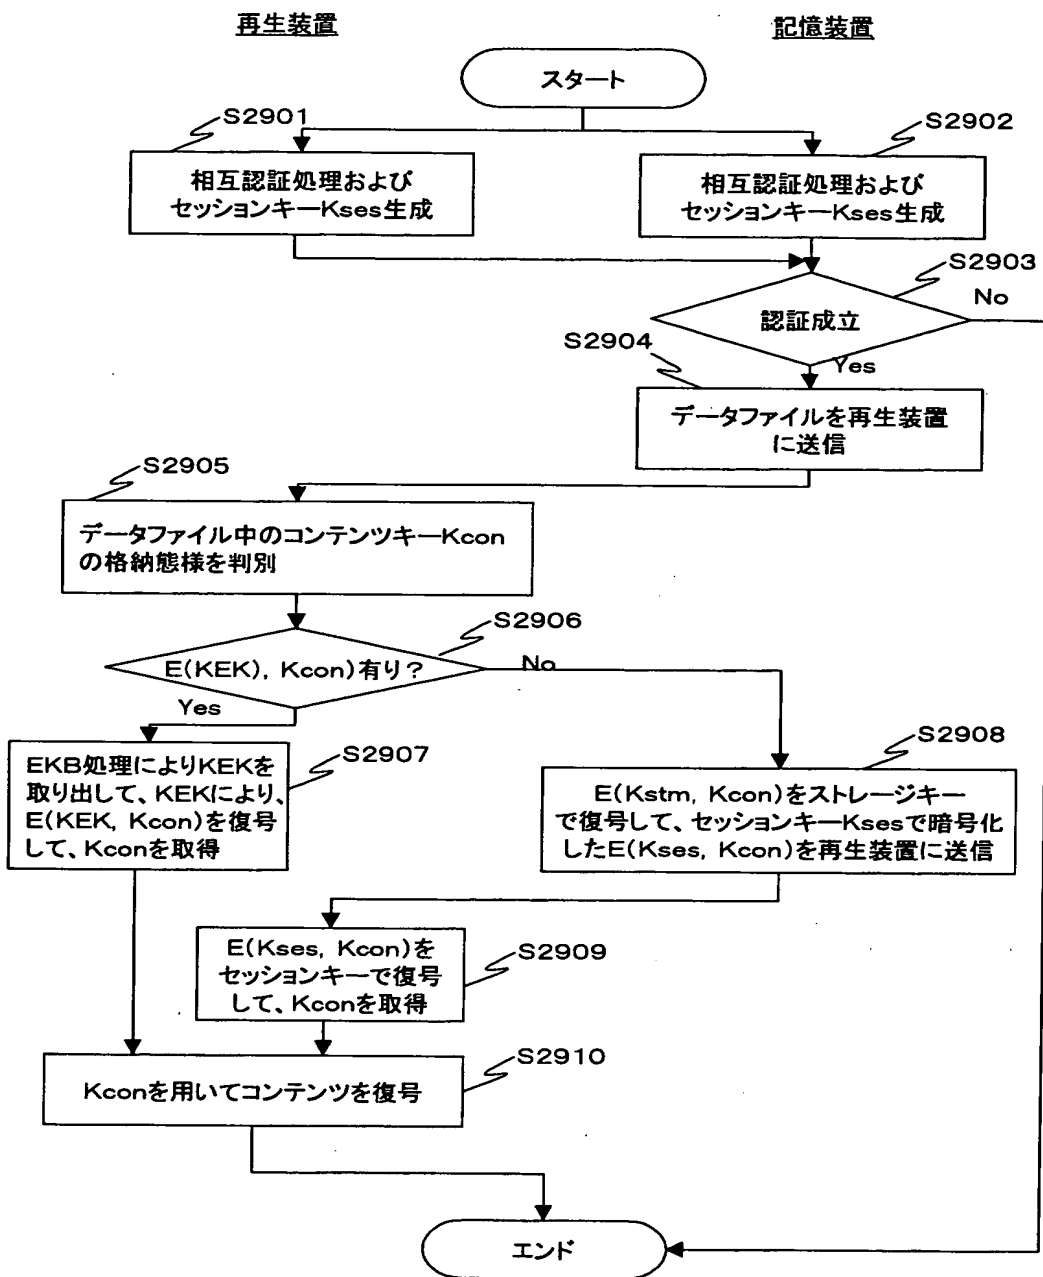 再生装置
記憶装置
スタート
S2901
S2902
相互認証処理および
セッションキーKses生成
相互認証処理および
セッションキーKses生成
S2903
認証成立
No
Yes
S2904
データファイルを再生装置
に送信
S2905
データファイル中のコンテンツキーKcon
の格納態様を判別
S2906
E(KEK), Kcon)有り?
No
Yes
S2907
EKB処理によりKEKを
取り出して、KEKにより、
E(KEK, Kcon)を復号
して、Kconを取得
S2908
E(Kstm, Kcon)をストレージキー
で復号して、セッションキーKsesで暗号化
したE(Kses, Kcon)を再生装置に送信
E(Kses, Kcon)を
セッションキーで復号
して、Kconを取得
S2909
S2910
Kconを用いてコンテンツを復号
エンド